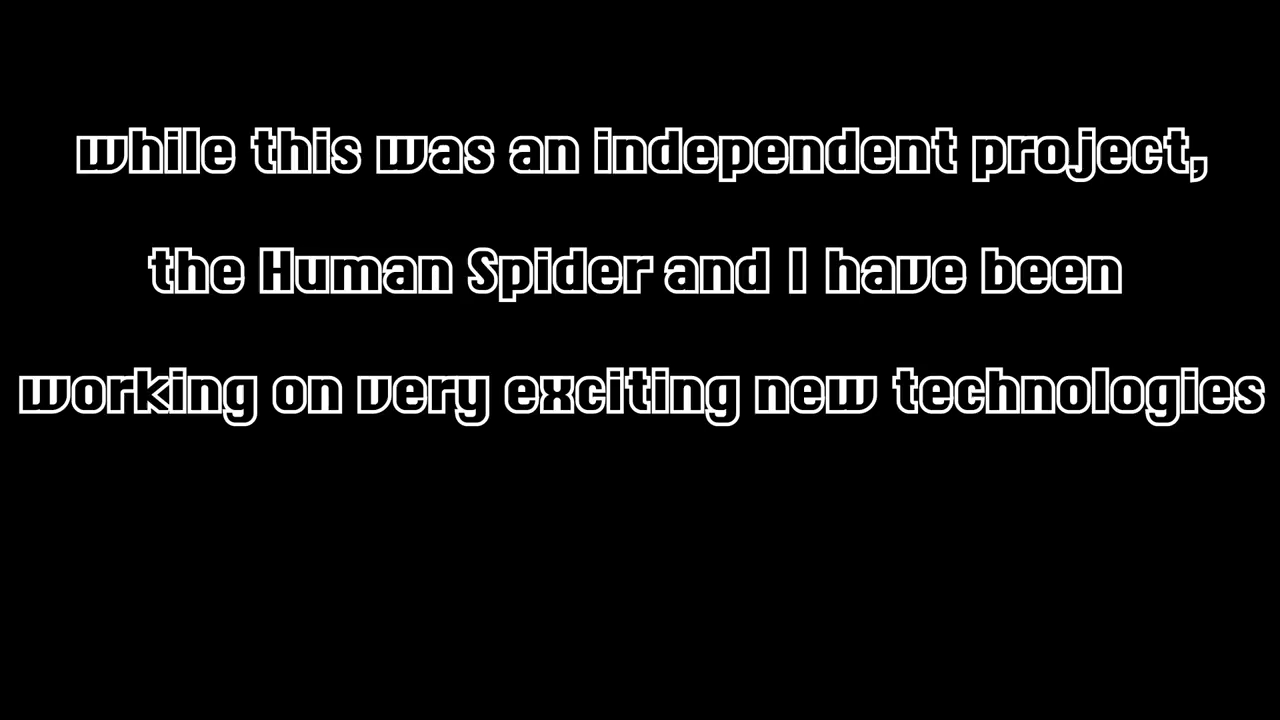 while this was an independent project,
the Human Spider and I have been
working on very exciting new technologies